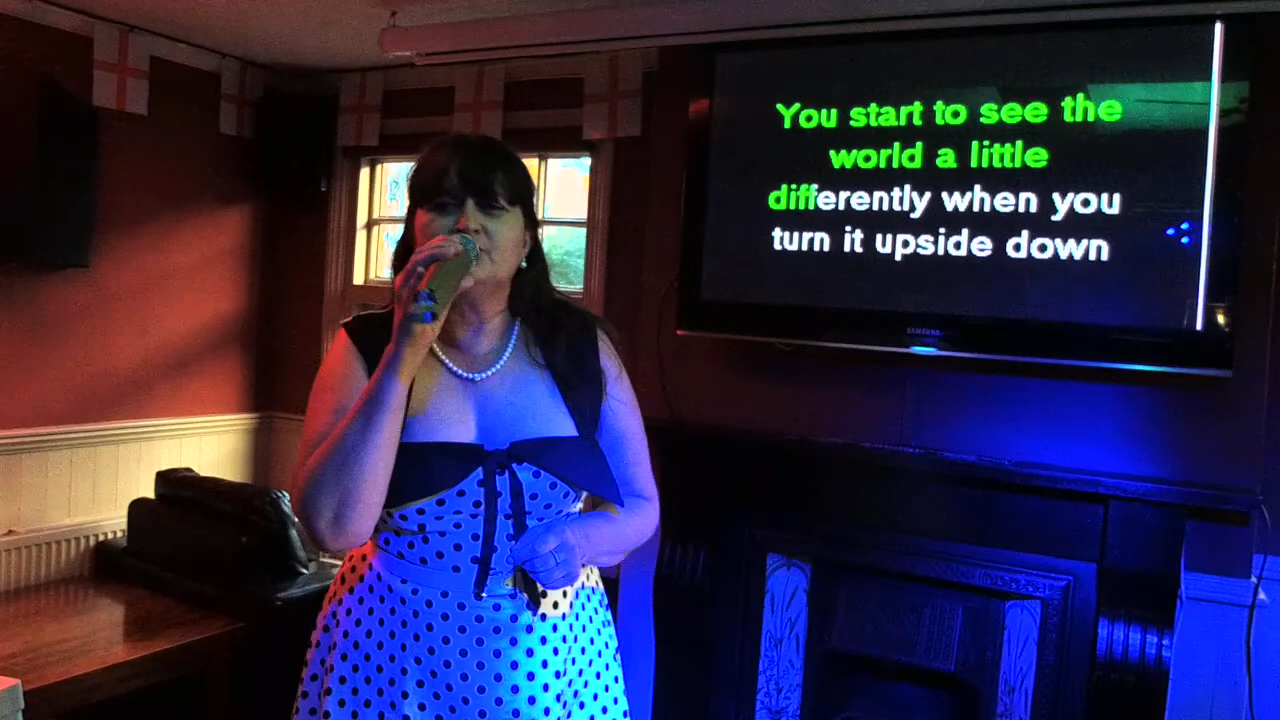 You start to see the
world a little
differently when you
turn it upside down
SAMSUNG